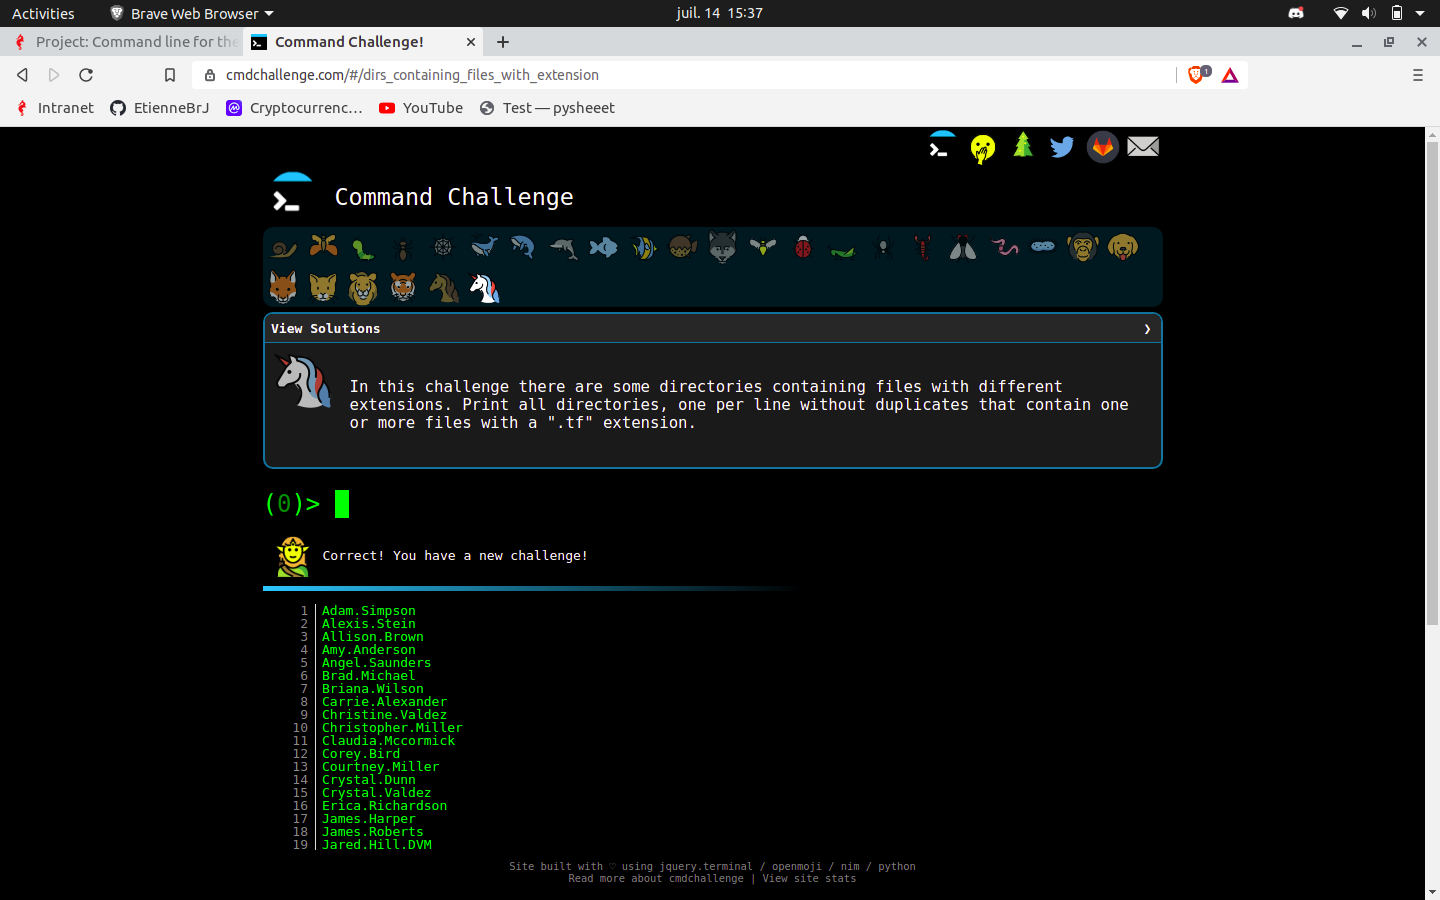 Activities Brave Web Browser juil. 14 15:37
Project: Command line for the Command Challenge!
cmdchallenge.com/#/dirs_containing_files_with_extension 1
Intranet EtienneBrJ Cryptocurrenc… YouTube Test — pysheeet
Command Challenge
View Solutions
In this challenge there are some directories containing files with different
extensions. Print all directories, one per line without duplicates that contain one
or more files with a ".tf" extension.
(0)>
Correct! You have a new challenge!
1 Adam.Simpson
2 Alexis.Stein
3 Allison.Brown
4 Amy.Anderson
5 Angel.Saunders
6 Brad.Michael
7 Briana.Wilson
8 Carrie.Alexander
9 Christine.Valdez
10 Christopher.Miller
11 Claudia.Mccormick
12 Corey.Bird
13 Courtney.Miller
14 Crystal.Dunn
15 Crystal.Valdez
16 Erica.Richardson
17 James.Harper
18 James.Roberts
19 Jared.Hill.DVM
Site built with ♡ using jquery.terminal / openmoji / nim / python
Read more about cmdchallenge | View site stats